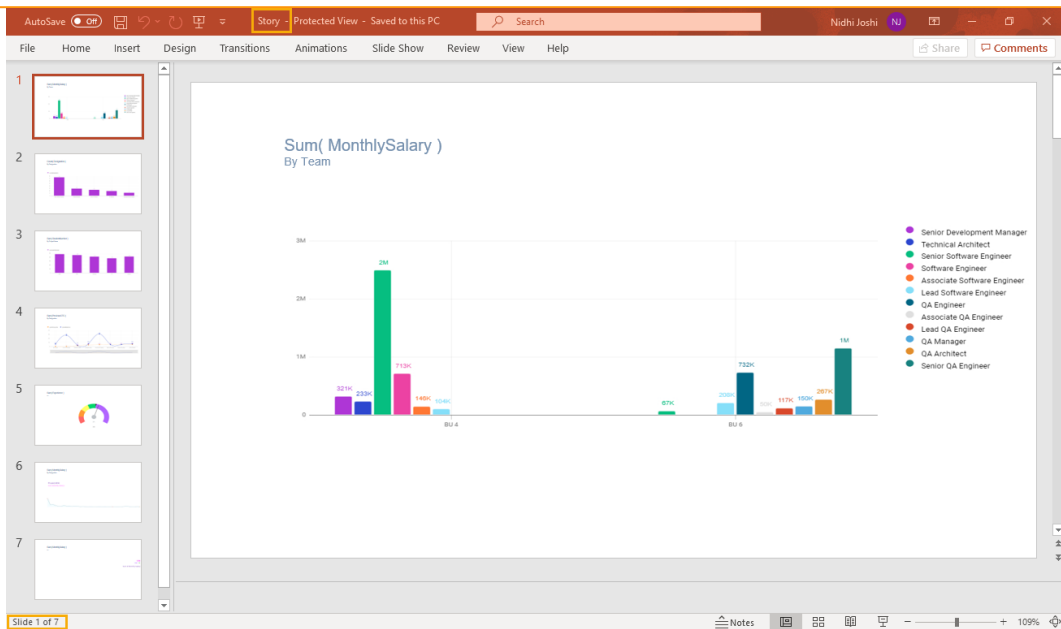 AutoSave Off Story - Protected View - Saved to this PC Search Nidhi Joshi NJ
File Home Insert Design Transitions Animations Slide Show Review View Help Share Comments
1
2
3
4
5
6
7
Sum( MonthlySalary )
By Team
3M
2M
1M
0
321K
233K
2M
713K
146K
104K
67K
732K
117K
150K
267K
1M
BU 4
BU 6
Senior Development Manager
Technical Architect
Senior Software Engineer
Software Engineer
Associate Software Engineer
Lead Software Engineer
QA Engineer
Associate QA Engineer
Lead QA Engineer
QA Manager
QA Architect
Senior QA Engineer
Slide 1 of 7 Notes 109%